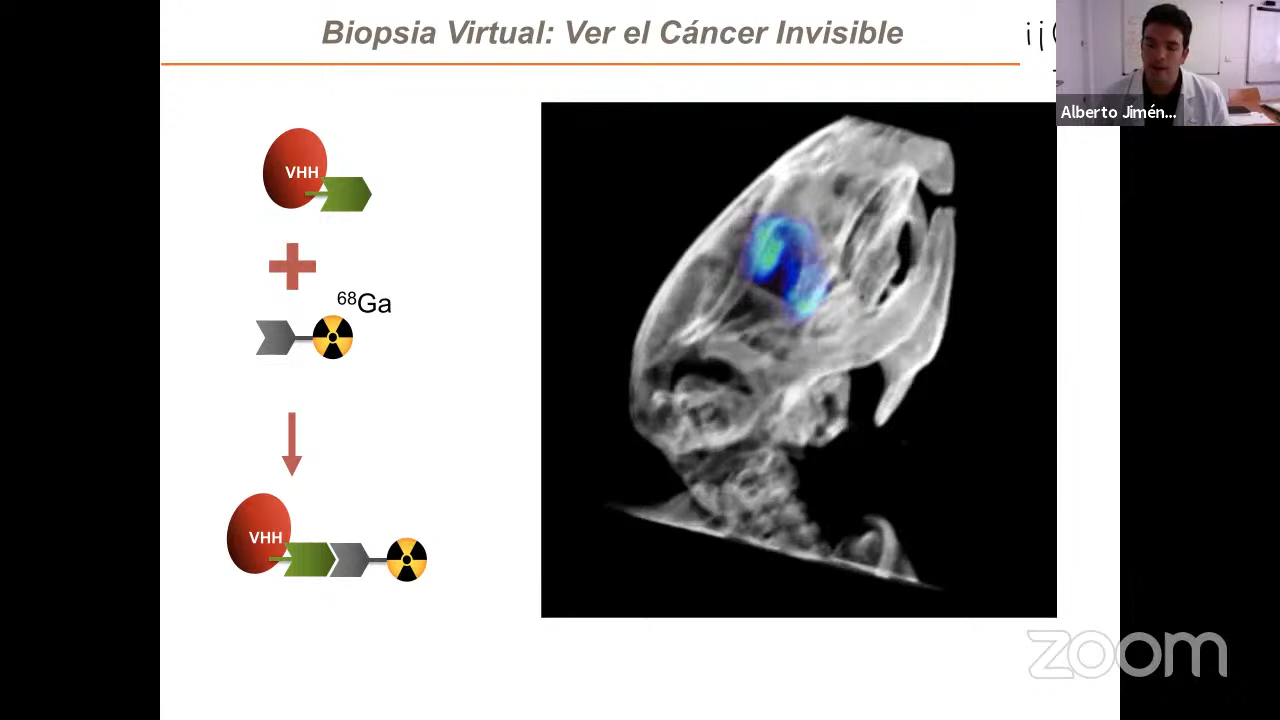 Biopsia Virtual: Ver el Cáncer Invisible
¡¡
Alberto Jimén...
VHH
68Ga
VHH
zoom